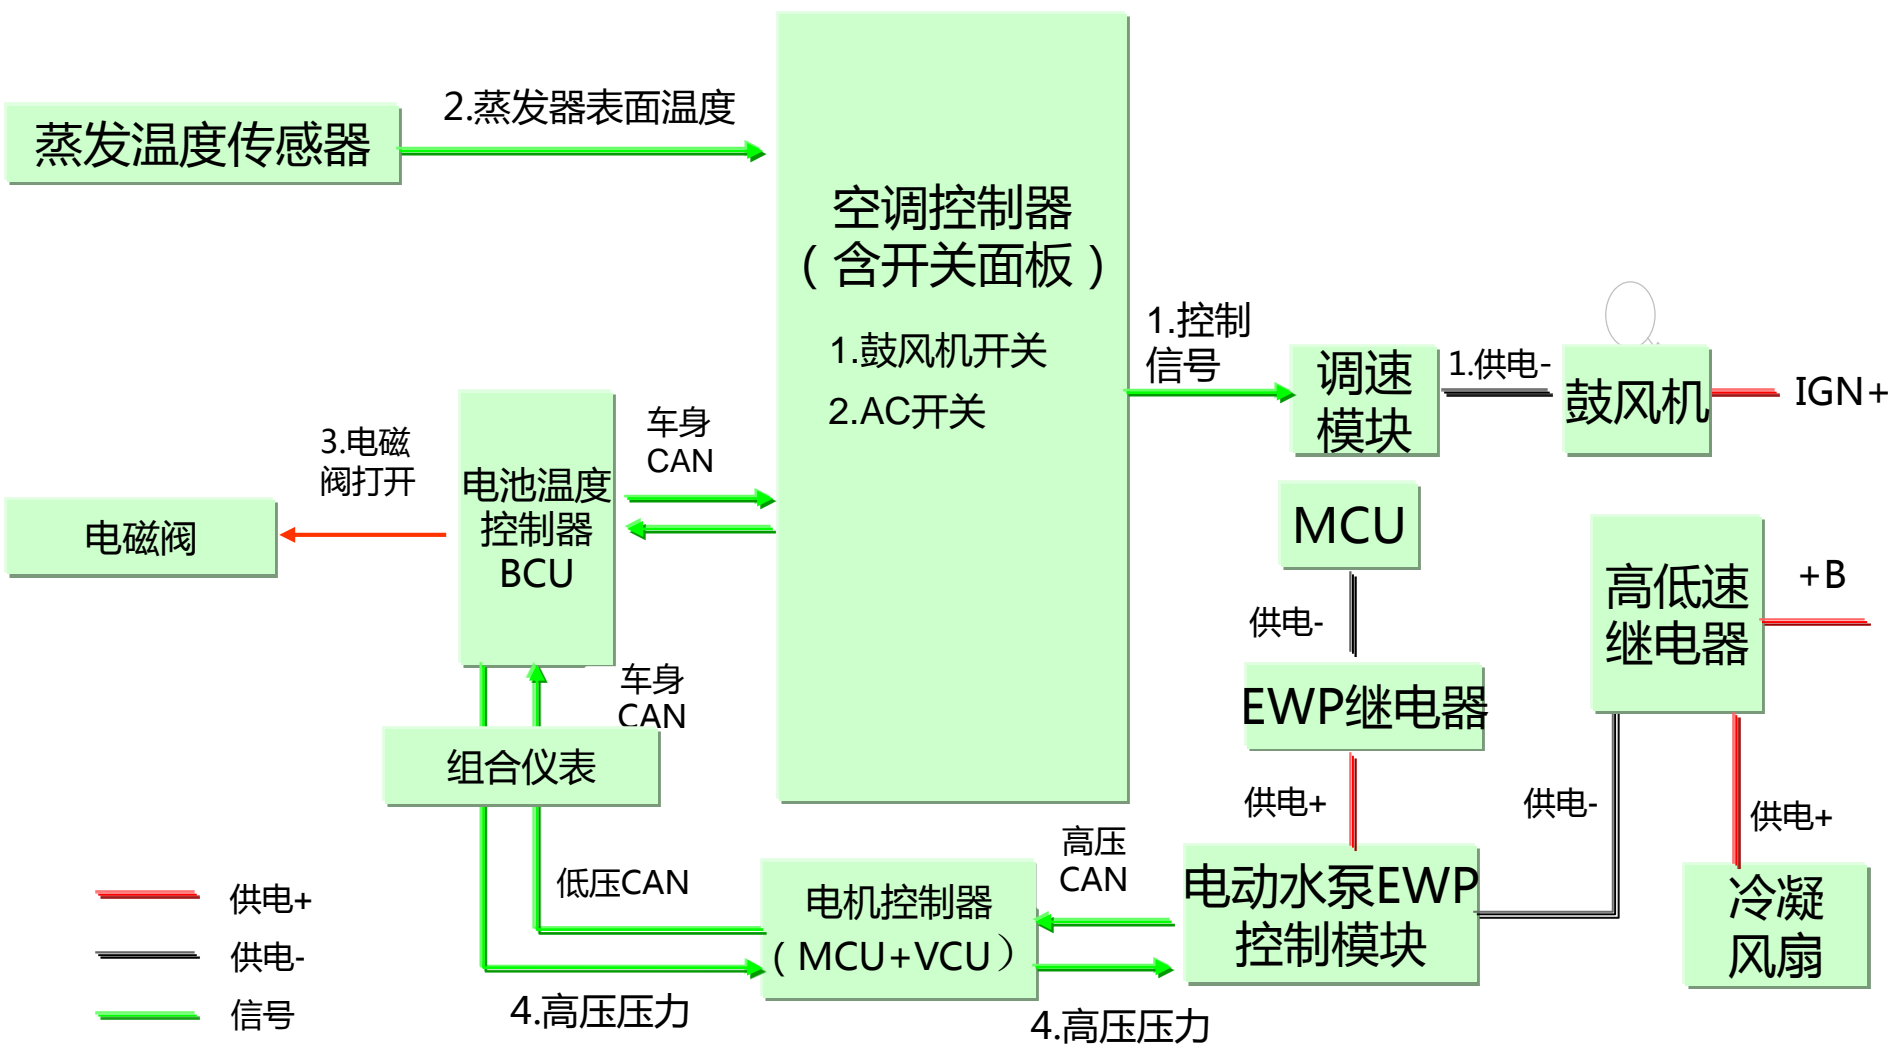 2.蒸发器表面温度
蒸发温度传感器
空调控制器
（含开关面板）
1.鼓风机开关
2.AC开关
1.控制
信号
调速
模块
1.供电-
鼓风机
IGN+
车身
CAN
3.电磁
阀打开
电磁阀
电池温度
控制器
BCU
MCU
供电-
高低速
继电器
+B
EWP继电器
车身
CAN
组合仪表
供电+
供电-
供电+
高压
CAN
低压CAN
电机控制器
（MCU+VCU）
电动水泵EWP
控制模块
冷凝
风扇
供电+
供电-
信号
4.高压压力
4.高压压力